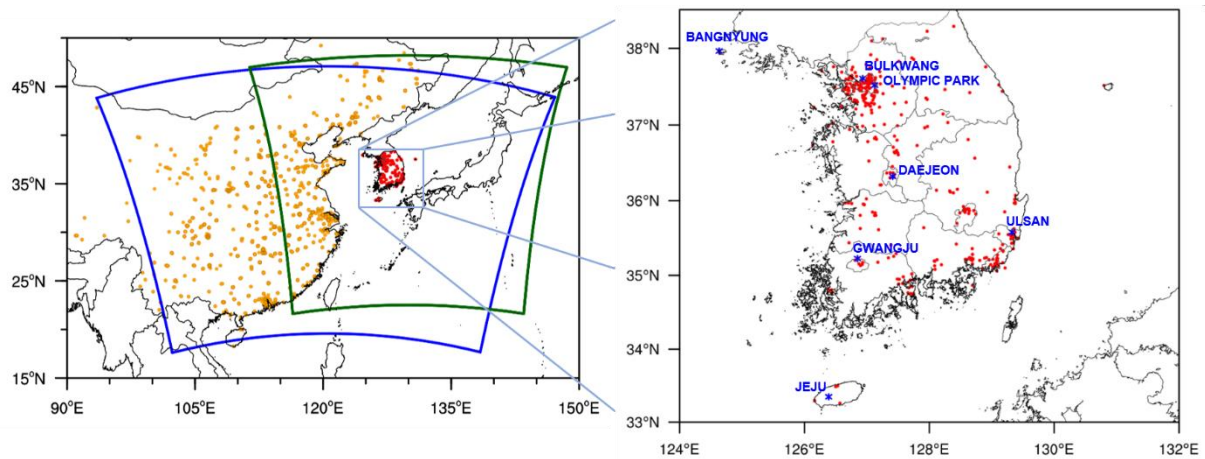 45°N
35°N
25°N
15°N
90°E
105°E
120°E
135°E
150°E
38°N
37°N
36°N
35°N
34°N
33°N
124°E
126°E
128°E
130°E
132°E
BANGNYUNG
BULKWANG
OLYMPIC PARK
DAEJEON
ULSAN
GWANGJU
JEJU